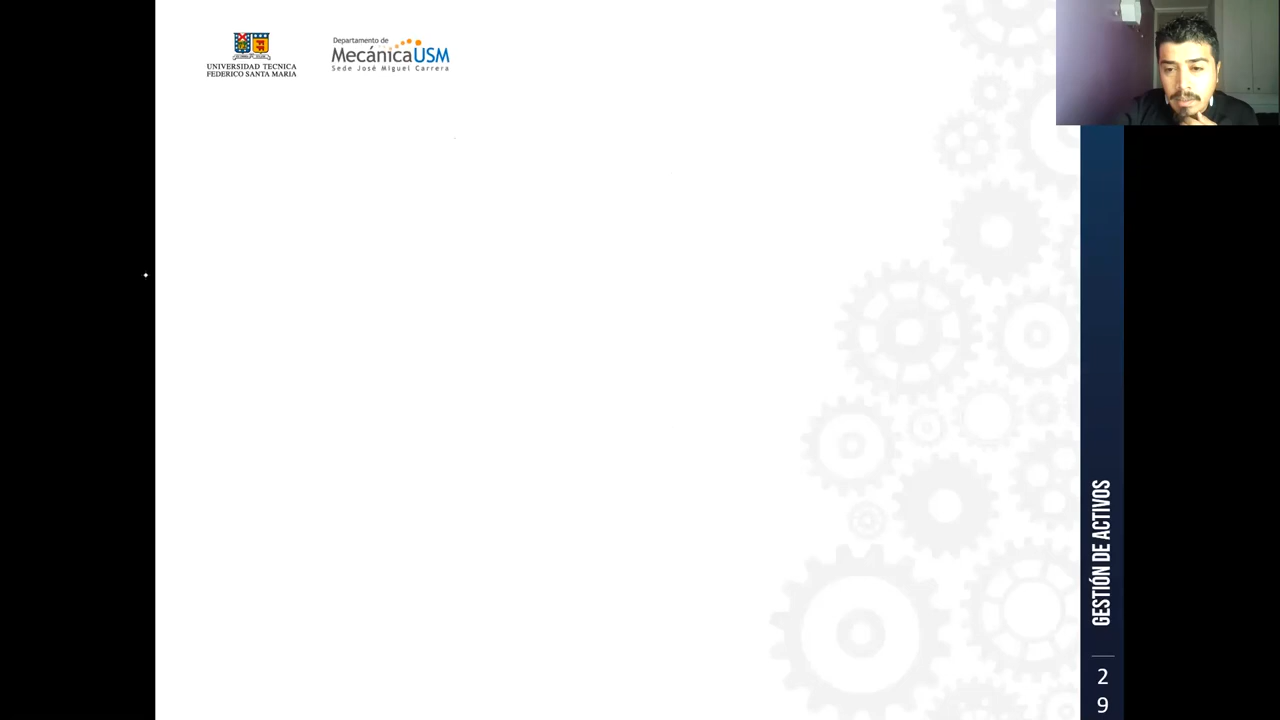 UNIVERSIDAD TECNICA
FEDERICO SANTA MARIA
Departamento de
MecánicaUSM
Sede José Miguel Carrera
GESTIÓN DE ACTIVOS
2
9